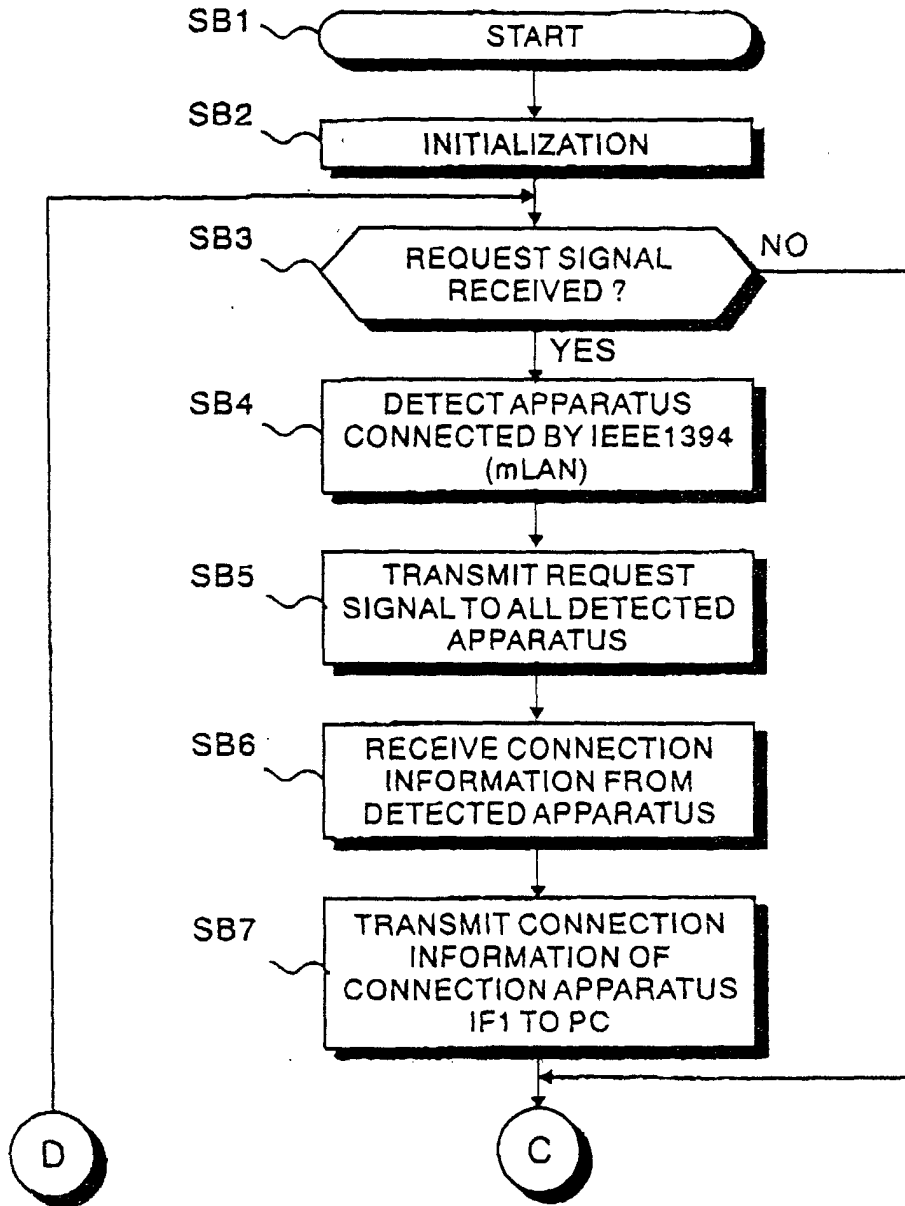 SB1
START
SB2
INITIALIZATION
SB3
REQUEST SIGNAL
RECEIVED ?
NO
YES
SB4
DETECT APPARATUS
CONNECTED BY IEEE1394
(mLAN)
SB5
TRANSMIT REQUEST
SIGNAL TO ALL DETECTED
APPARATUS
SB6
RECEIVE CONNECTION
INFORMATION FROM
DETECTED APPARATUS
SB7
TRANSMIT CONNECTION
INFORMATION OF
CONNECTION APPARATUS
IF1 TO PC
D
C